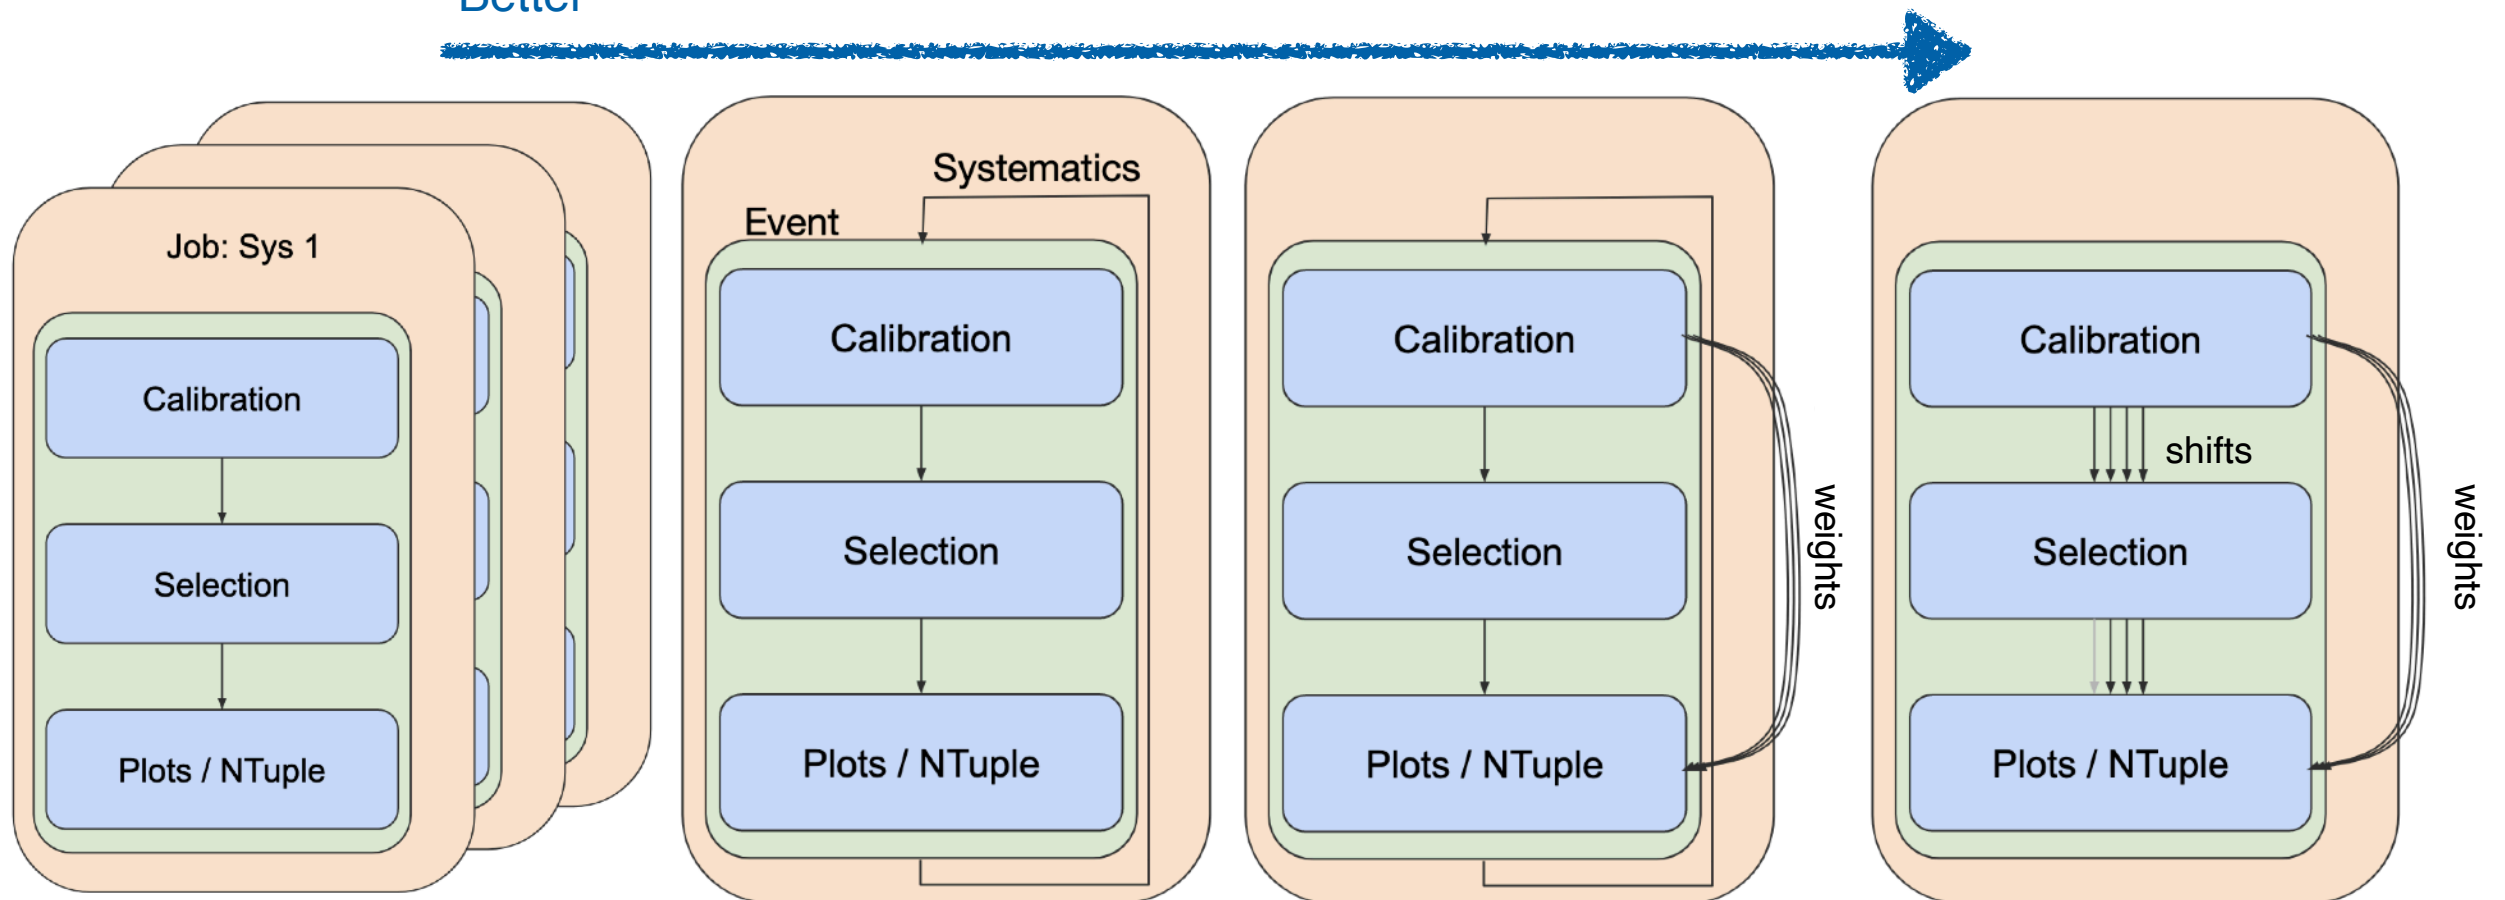 Better
Job: Sys 1
Calibration
Selection
Plots / NTuple
Systematics
Event
Calibration
Selection
Plots / NTuple
Calibration
Selection
Plots / NTuple
weights
Calibration
shifts
Selection
Plots / NTuple
weights